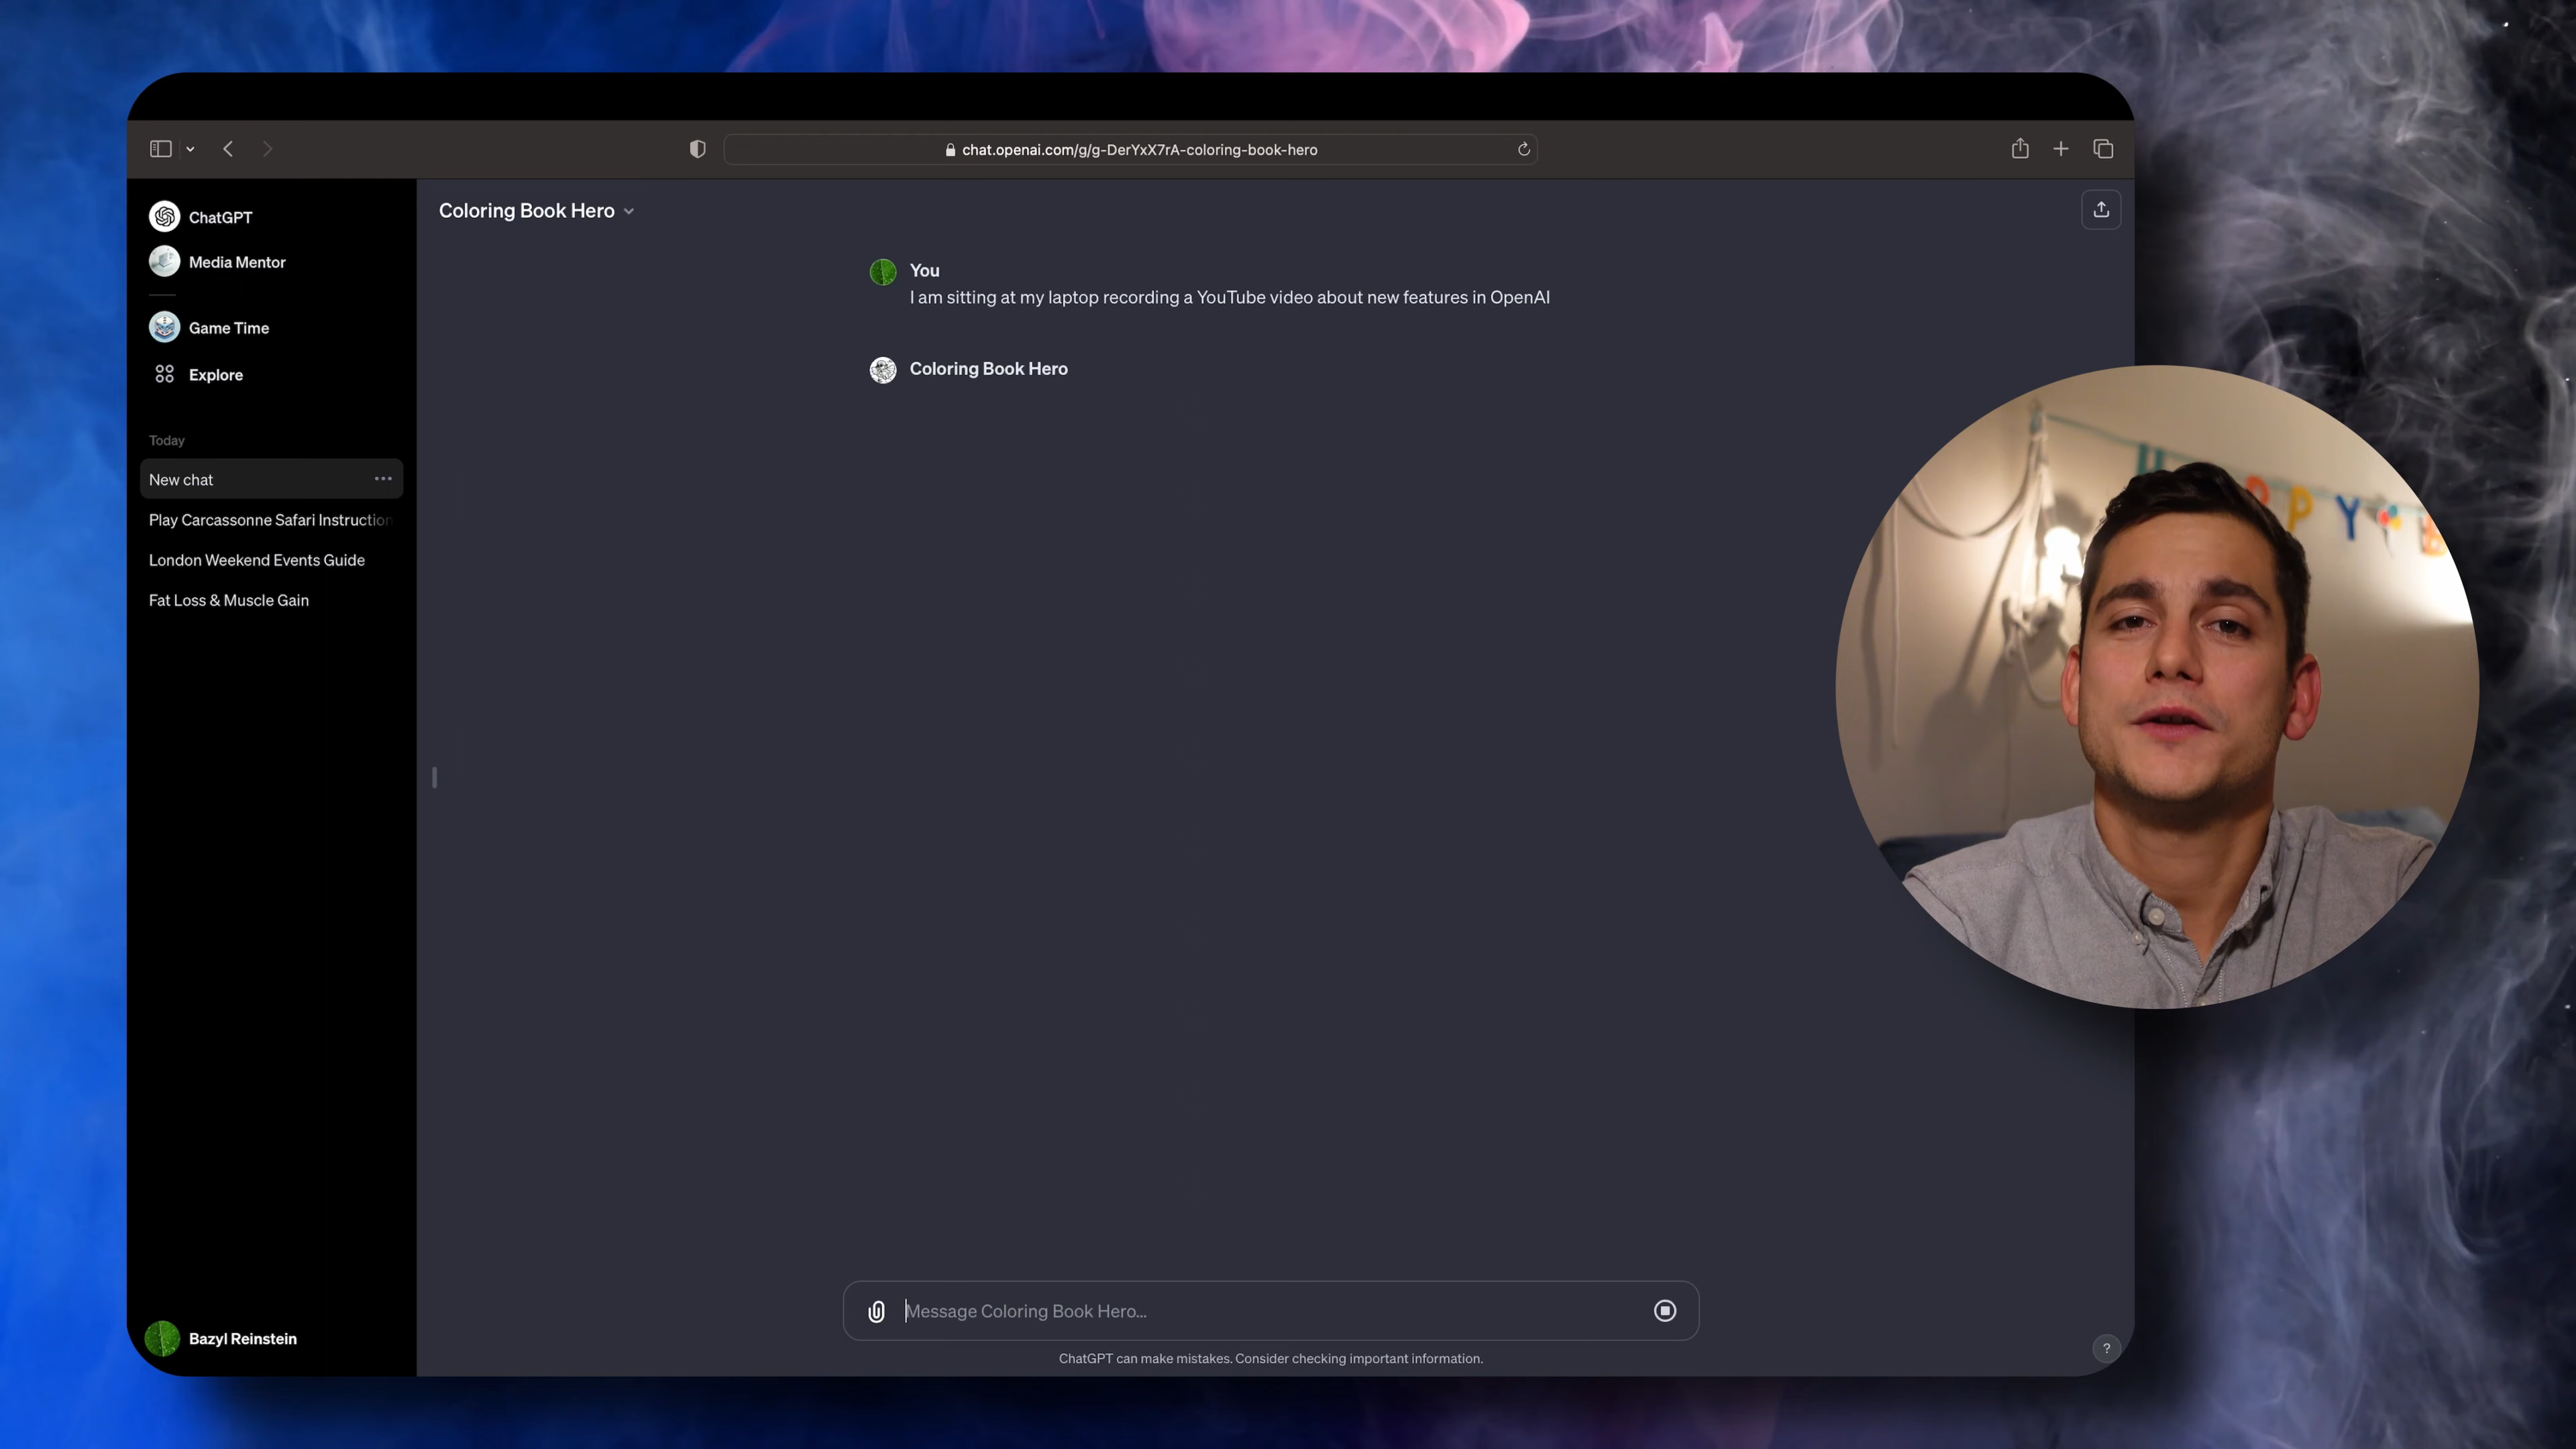 chat.openai.com/g/g-DerYxX7rA-coloring-book-hero
ChatGPT
Media Mentor
Game Time
Explore
Today
New chat
Play Carcassonne Safari Instruction
London Weekend Events Guide
Fat Loss & Muscle Gain
Bazyl Reinstein
Coloring Book Hero
You
I am sitting at my laptop recording a YouTube video about new features in OpenAI
Coloring Book Hero
Message Coloring Book Hero...
ChatGPT can make mistakes. Consider checking important information.
?
H PPY B